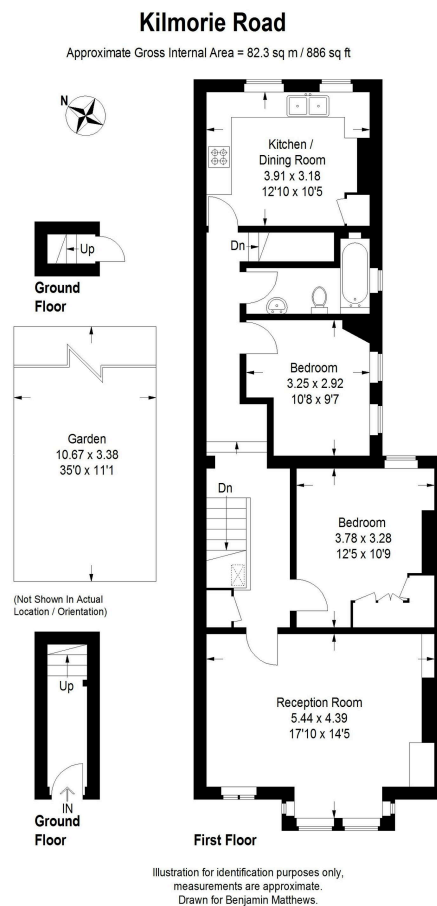 Kilmorie Road
Approximate Gross Internal Area = 82.3 sq m / 886 sq ft
N
Kitchen /
Dining Room
3.91 x 3.18
12'10 x 10'5
Up
Ground
Floor
Dn
Bedroom
3.25 x 2.92
10'8 x 9'7
Garden
10.67 x 3.38
35'0 x 11'1
(Not Shown In Actual
Location / Orientation)
Dn
Bedroom
3.78 x 3.28
12'5 x 10'9
Up
IN
Ground
Floor
Reception Room
5.44 x 4.39
17'10 x 14'5
First Floor
Illustration for identification purposes only,
measurements are approximate.
Drawn for Benjamin Matthews.